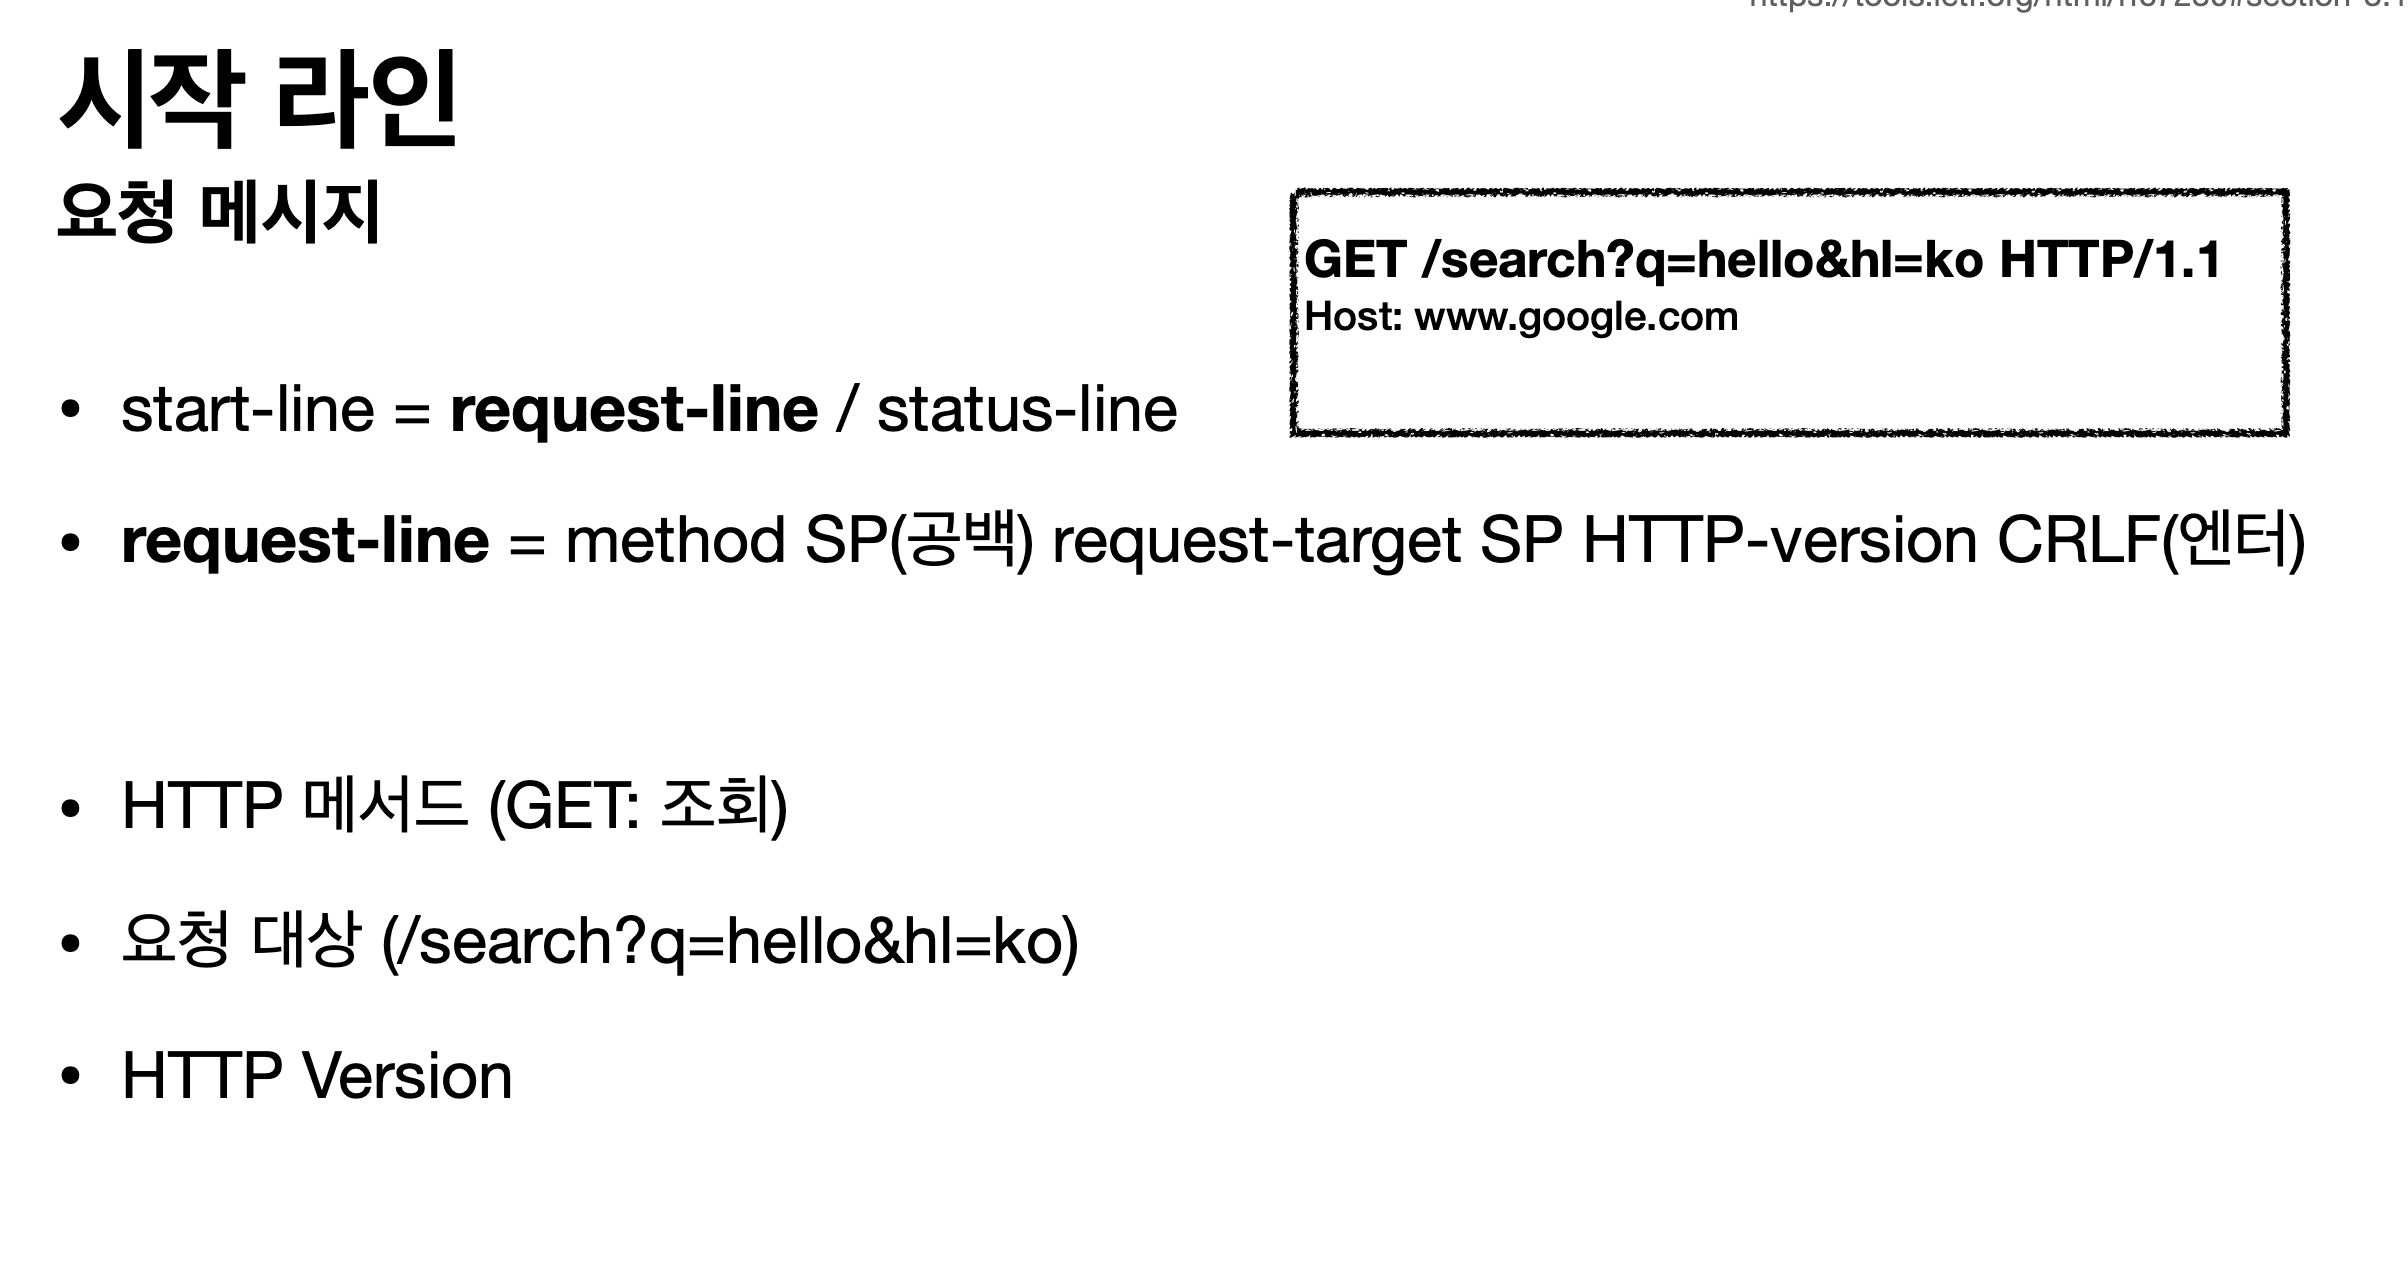 시작 라인
요청 메시지
GET /search?q=hello&hl=ko HTTP/1.1
Host: www.google.com
• start-line = request-line / status-line
• request-line = method SP(공백) request-target SP HTTP-version CRLF(엔터)
• HTTP 메서드 (GET: 조회)
• 요청 대상 (/search?q=hello&hl=ko)
• HTTP Version